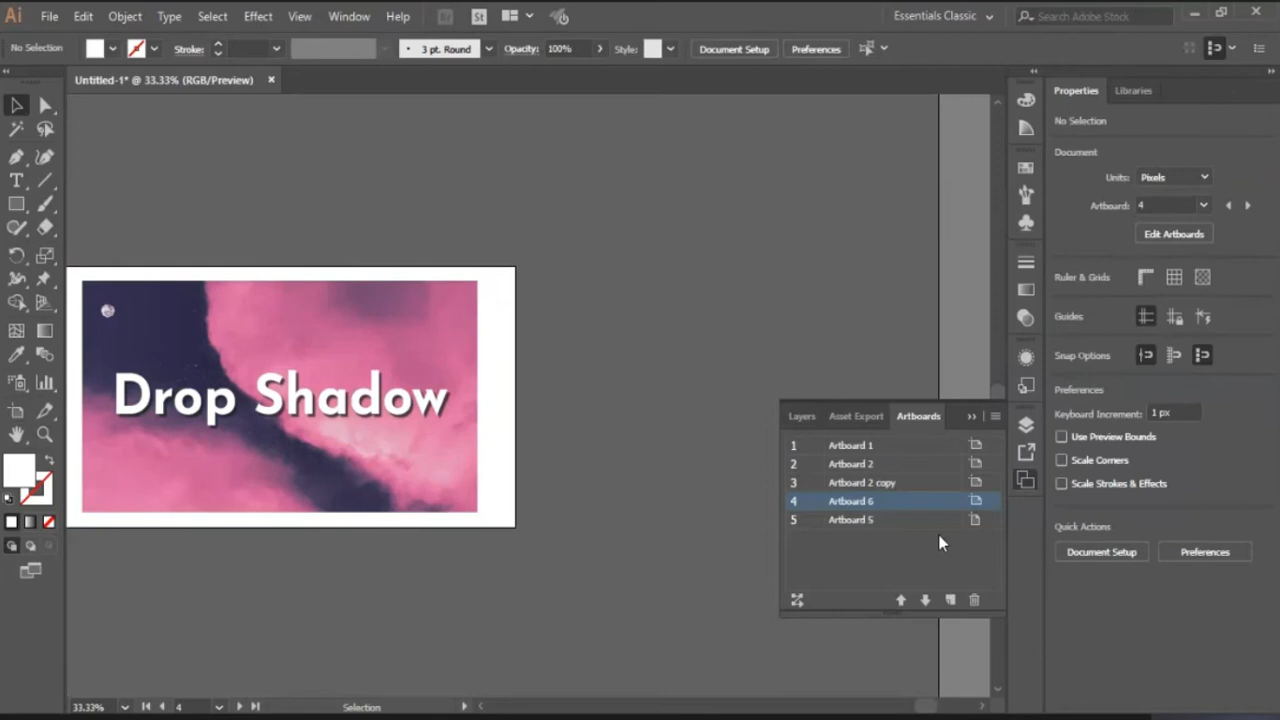 Ai File Edit Object Type Select Effect View Window Help Br St Essentials Classic Search Adobe Stock
No Selection Stroke: 3 pt. Round Opacity: 100% Style: Document Setup Preferences
Untitled-1* @ 33.33% (RGB/Preview)
Properties Libraries
No Selection
Document
Units: Pixels
Artboard: 4
Edit Artboards
Ruler & Grids
Guides
Snap Options
Preferences
Keyboard Increment: 1 px
Use Preview Bounds
Scale Corners
Scale Strokes & Effects
Quick Actions
Document Setup Preferences
Drop Shadow
Layers Asset Export Artboards
1 Artboard 1
2 Artboard 2
3 Artboard 2 copy
4 Artboard 6
5 Artboard 5
33.33% 4 Selection